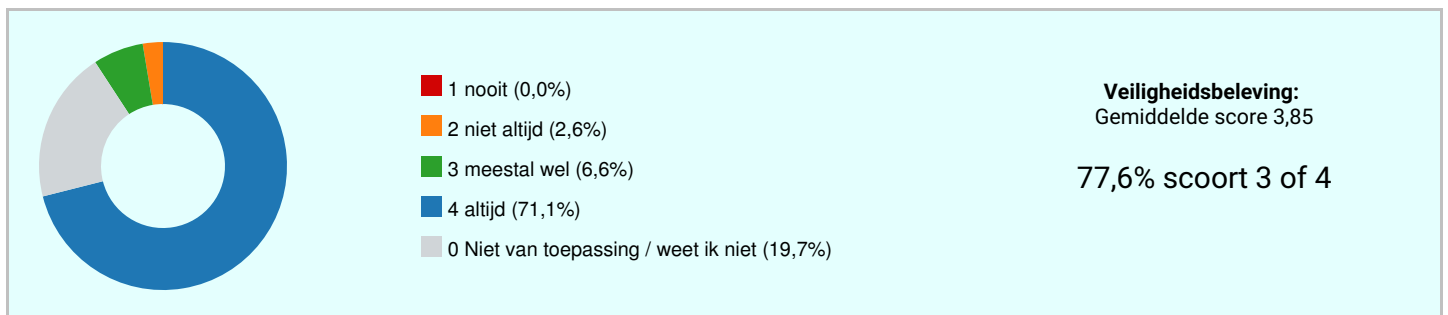 1 nooit (0,0%)
2 niet altijd (2,6%)
3 meestal wel (6,6%)
4 altijd (71,1%)
0 Niet van toepassing / weet ik niet (19,7%)
Veiligheidsbeleving:
Gemiddelde score 3,85
77,6% scoort 3 of 4